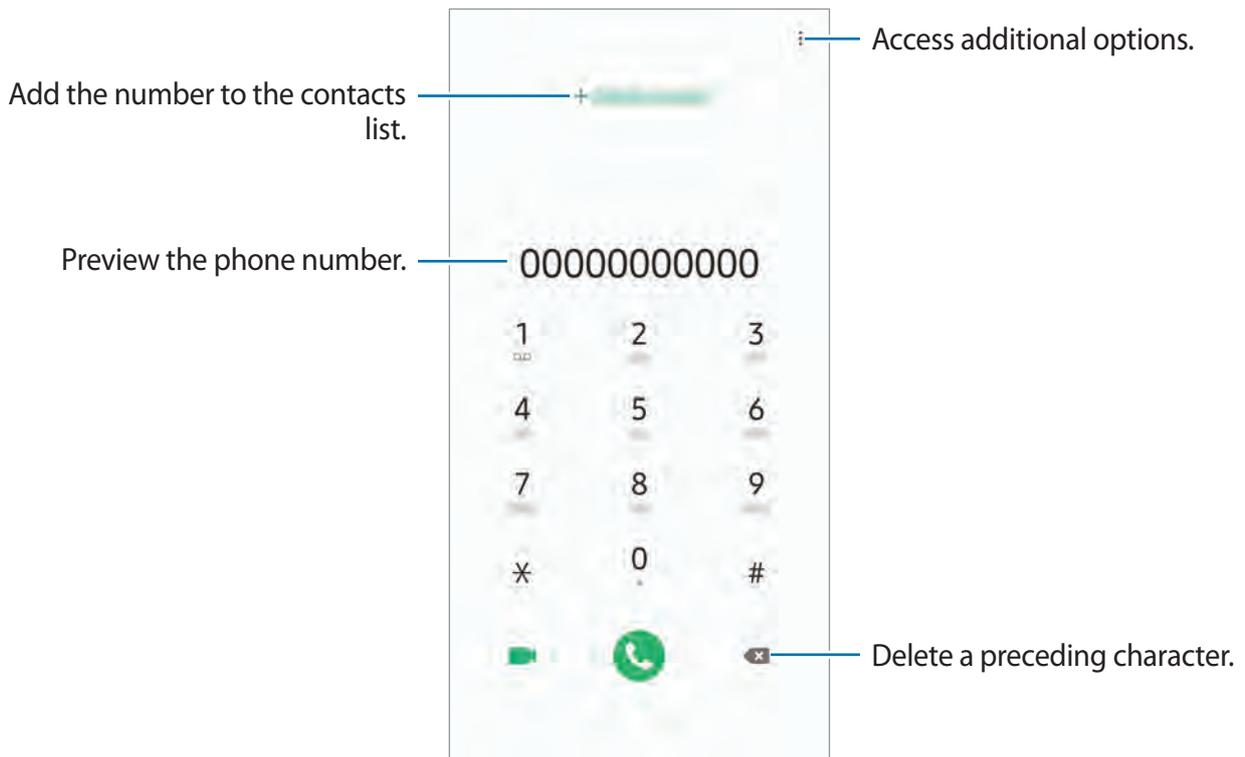 Access additional options.
Add the number to the contacts
list.
Preview the phone number.
00000000000
1 2 3
4 5 6
7 8 9
* 0 #
Delete a preceding character.